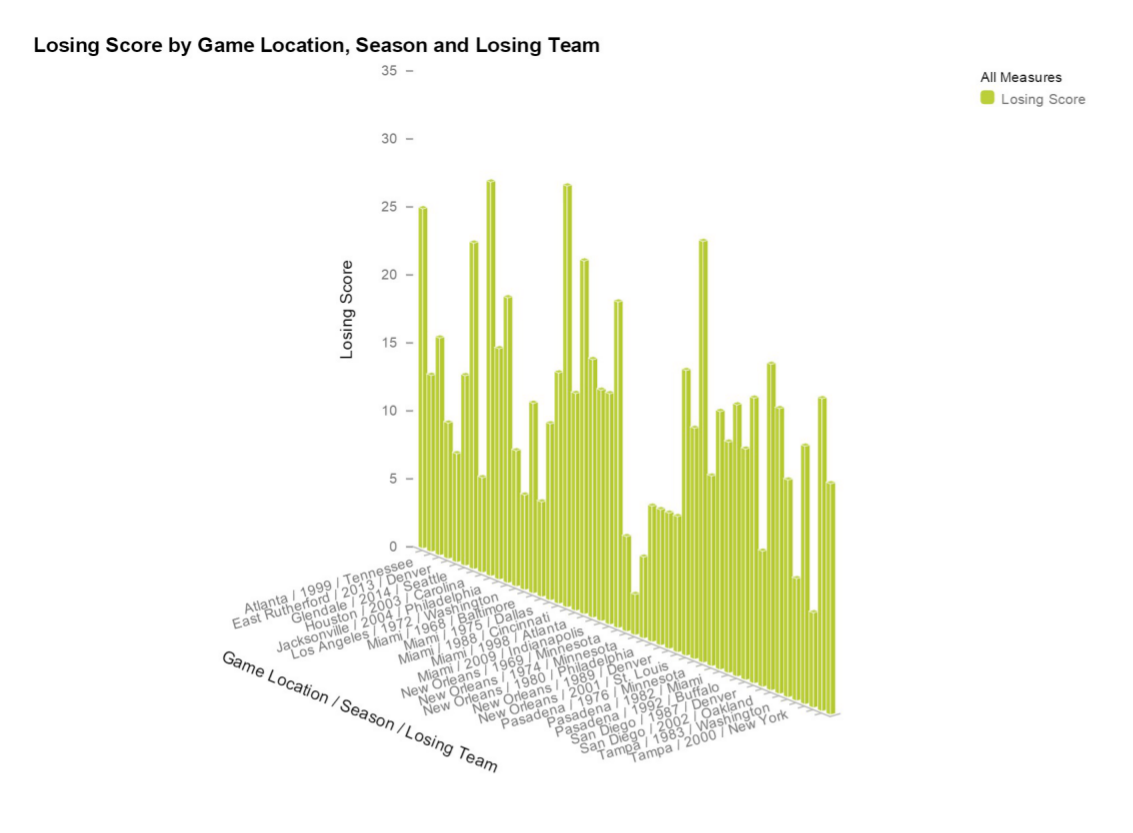 Losing Score by Game Location, Season and Losing Team
All Measures
Losing Score
35
30
25
20
15
10
5
0
Losing Score
Atlanta / 1999 / Tennessee
East Rutherford / 2013 / Denver
Glendale / 2014 / Seattle
Houston / 2003 / Carolina
Jacksonville / 2004 / Philadelphia
Los Angeles / 1972 / Washington
Miami / 1968 / Baltimore
Miami / 1975 / Dallas
Miami / 1988 / Cincinnati
Miami / 1998 / Atlanta
Miami / 2009 / Indianapolis
New Orleans / 1969 / Minnesota
New Orleans / 1974 / Minnesota
New Orleans / 1980 / Philadelphia
New Orleans / 1989 / Denver
New Orleans / 2001 / St. Louis
Pasadena / 1976 / Minnesota
Pasadena / 1982 / Miami
Pasadena / 1992 / Buffalo
San Diego / 1987 / Denver
San Diego / 2002 / Oakland
Tampa / 1983 / Washington
Tampa / 2000 / New York
Game Location / Season / Losing Team